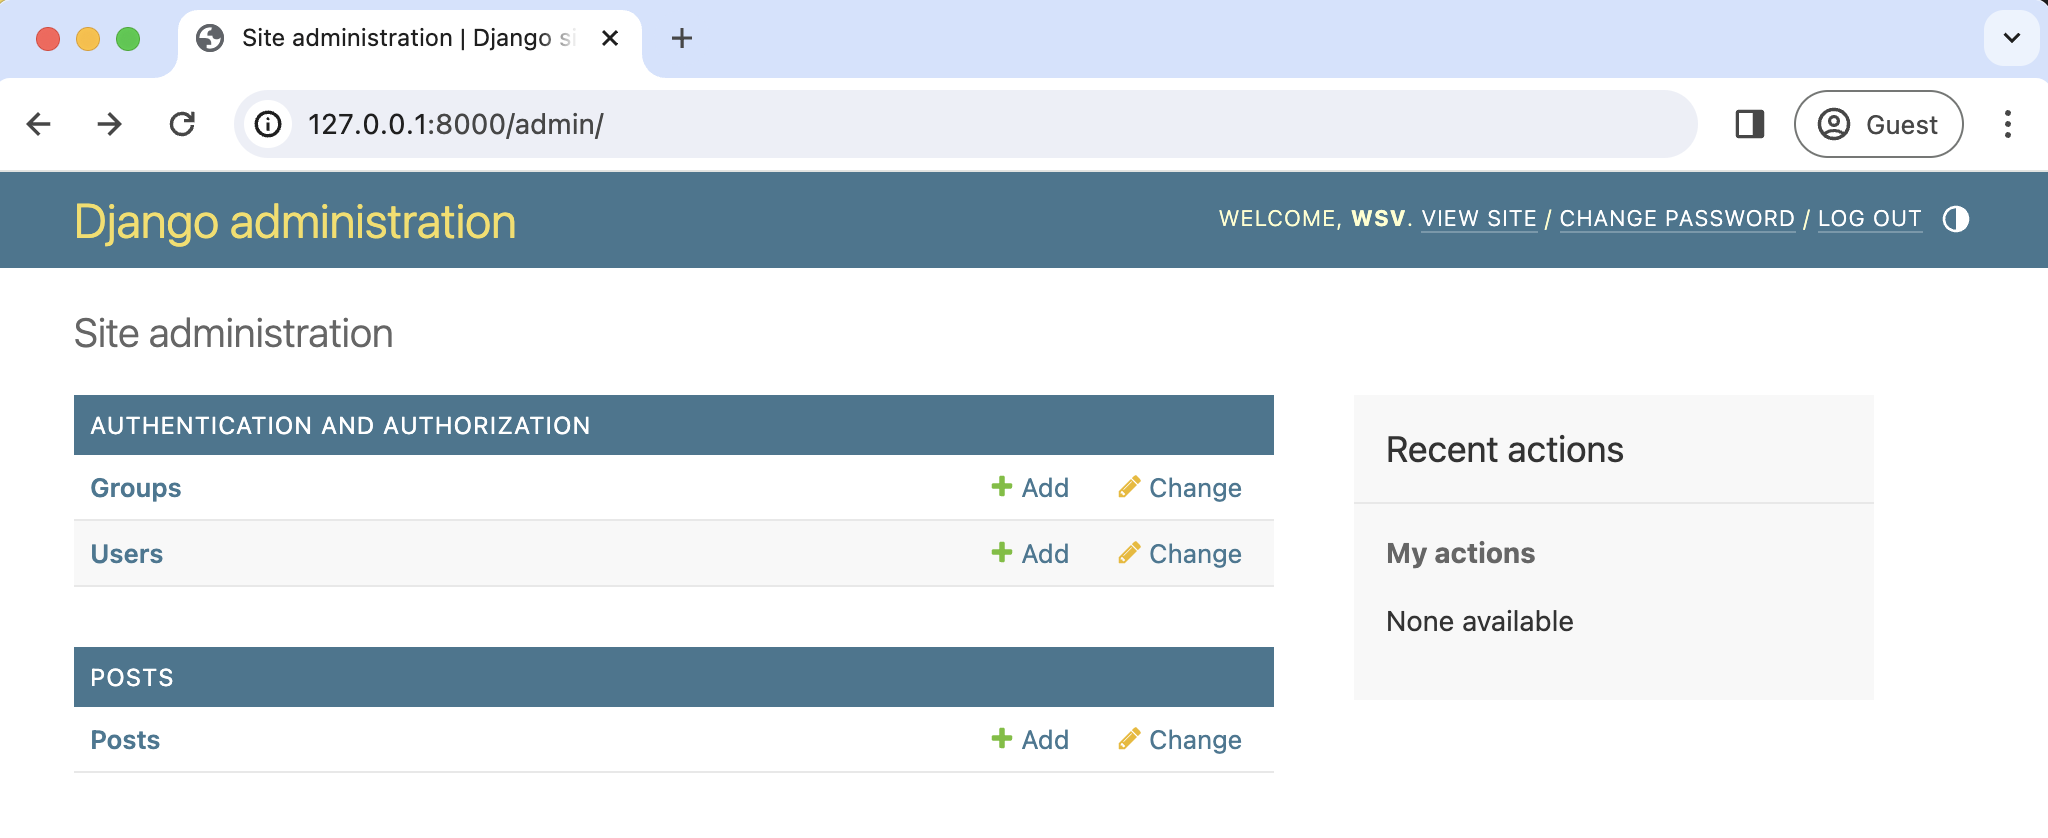 Site administration | Django si
127.0.0.1:8000/admin/
Guest
Django administration
WELCOME, WSV. VIEW SITE / CHANGE PASSWORD / LOG OUT
Site administration
AUTHENTICATION AND AUTHORIZATION
Groups Add Change
Users Add Change
POSTS
Posts Add Change
Recent actions
My actions
None available